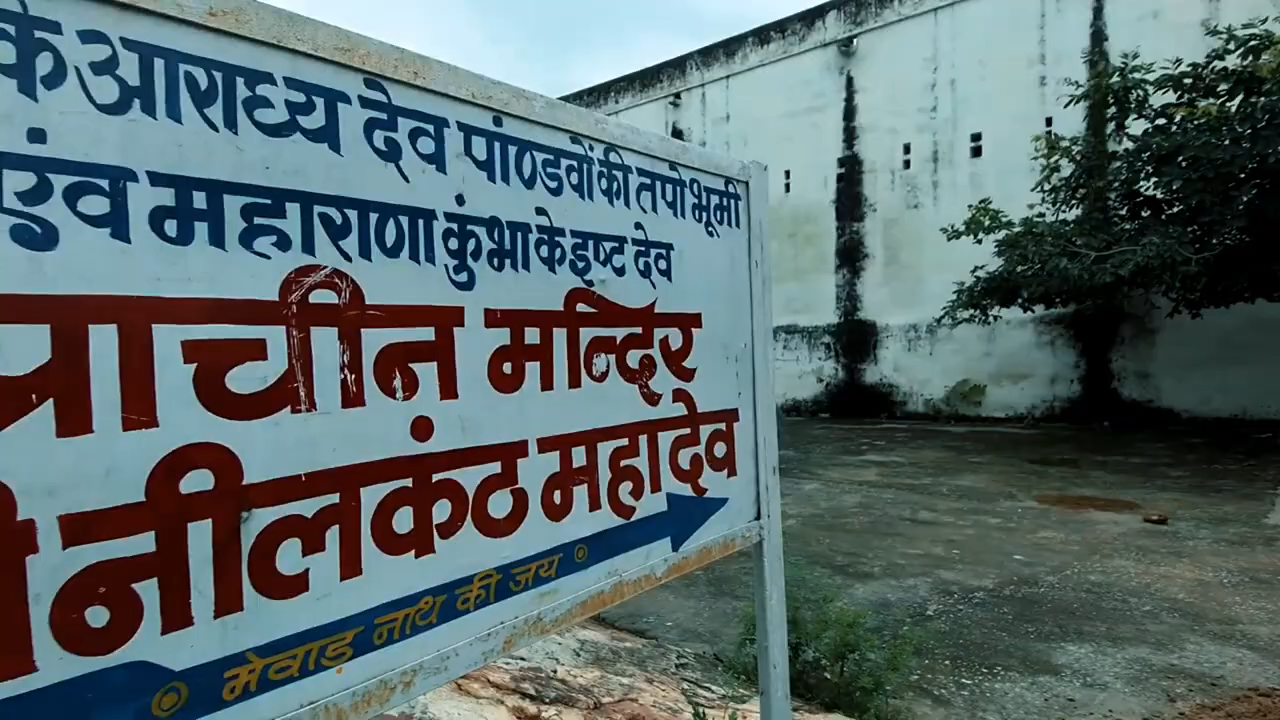 के आराध्य देव पांण्डवों की तपोभूमी
एंव महाराणा कुंभा के इष्ट देव
प्राचीन मन्दिर
नीलकंठ महादेव
मेवाड़ नाथ की जय